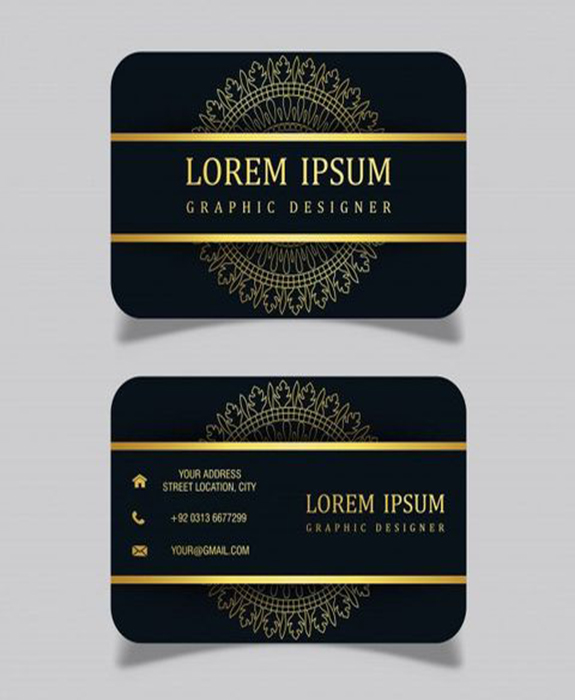 LOREM IPSUM
GRAPHIC DESIGNER
YOUR ADDRESS
STREET LOCATION, CITY
+92 0313 6677299
YOUR@GMAIL.COM
LOREM IPSUM
GRAPHIC DESIGNER